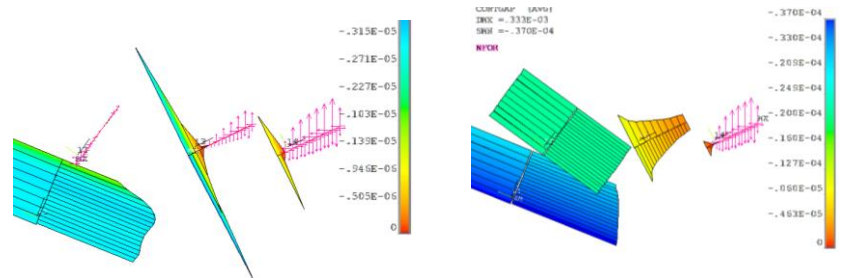 -.315E-05
-.271E-05
-.227E-05
-.183E-05
-.139E-05
-.946E-06
-.505E-06
0
CONTGAP (AVG)
DMX =.333E-03
SMN =-.370E-04
NFOR
-.370E-04
-.330E-04
-.289E-04
-.249E-04
-.208E-04
-.168E-04
-.127E-04
-.463E-05
0